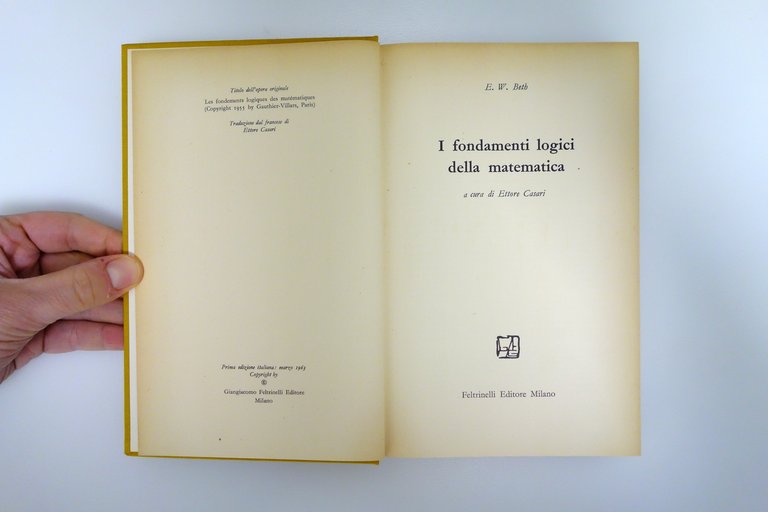 Titolo dell'opera originale
Les fondements logiques des mathématiques
(Copyright 1955 by Gauthier-Villars, Paris)
Traduzione dal francese di
Ettore Casari
Prima edizione italiana: marzo 1963
Copyright by
©
Giangiacomo Feltrinelli Editore
Milano
E. W. Beth
I fondamenti logici
della matematica
a cura di Ettore Casari
Feltrinelli Editore Milano